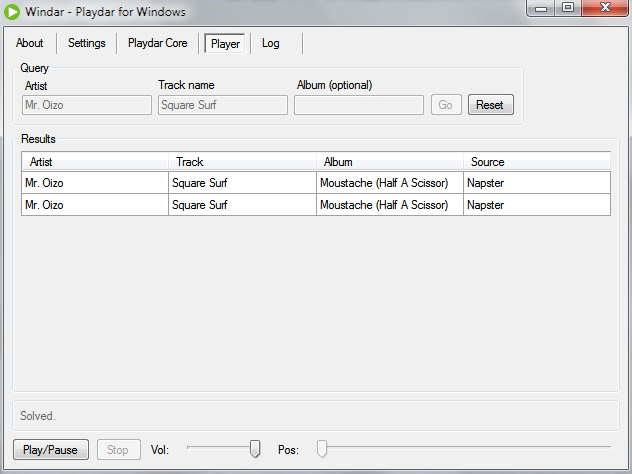 Windar - Playdar for Windows
About Settings Playdar Core Player Log
Query
Artist Track name Album (optional)
Mr. Oizo Square Surf Go Reset
Results
Artist Track Album Source
Mr. Oizo Square Surf Moustache (Half A Scissor) Napster
Mr. Oizo Square Surf Moustache (Half A Scissor) Napster
Solved.
Play/Pause Stop Vol: Pos: